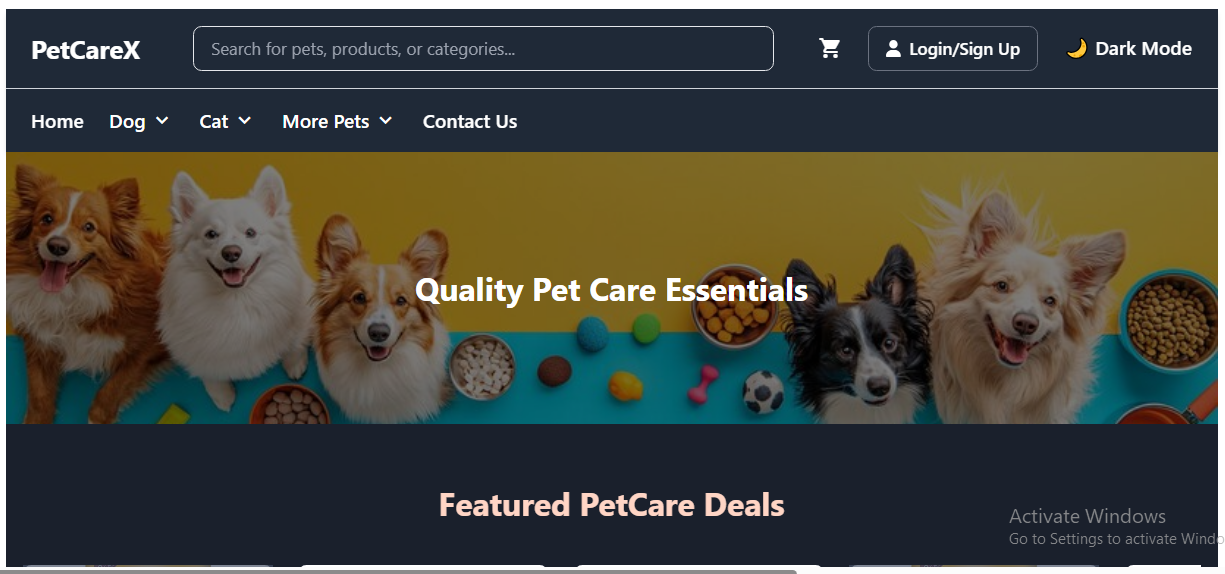 PetCareX
Search for pets, products, or categories...
Login/Sign Up
Dark Mode
Home
Dog
Cat
More Pets
Contact Us
Quality Pet Care Essentials
Featured PetCare Deals
Activate Windows
Go to Settings to activate Windo